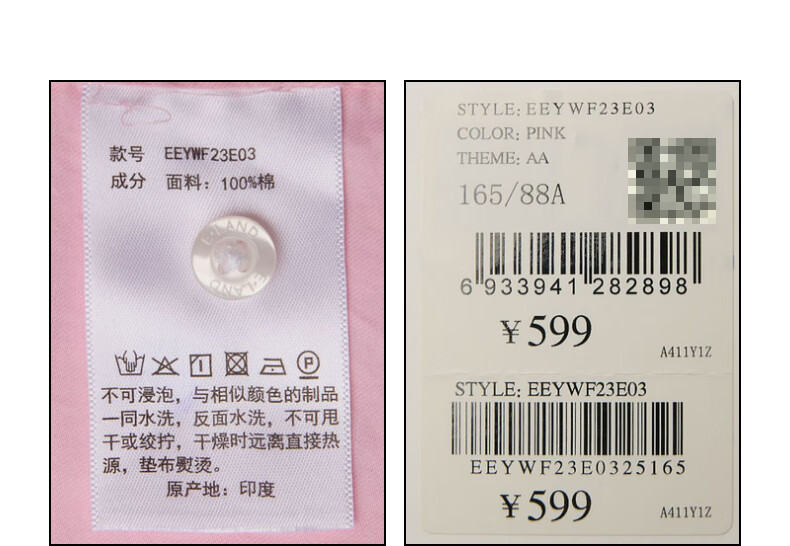 款号 EEYWF23E03
成分 面料：100%棉
E·LAND
E·LAND
P
不可浸泡，与相似颜色的制品
一同水洗，反面水洗，不可甩
干或绞拧，干燥时远离直接热
源，垫布熨烫。
原产地：印度
STYLE: EEYWF23E03
COLOR: PINK
THEME: AA
165/88A
6 933941 282898
￥599
A411Y1Z
STYLE: EEYWF23E03
EEYWF23E0325165
￥599
A411Y1Z